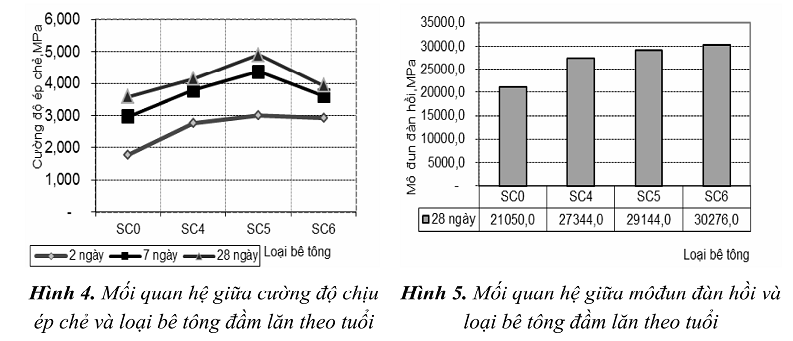 6,000
5,000
4,000
3,000
2,000
1,000
-
Cường độ ép chẻ,MPa
SC0 SC4 SC5 SC6
2 ngày 7 ngày 28 ngày
Loại bê tông
Hình 4. Mối quan hệ giữa cường độ chịu
ép chẻ và loại bê tông đầm lăn theo tuổi
35000,0
30000,0
25000,0
20000,0
15000,0
10000,0
5000,0
-
Mô đun đàn hồi,MPa
SC0 SC4 SC5 SC6
28 ngày 21050,0 27344,0 29144,0 30276,0
Loại bê tông
Hình 5. Mối quan hệ giữa môđun đàn hồi và
loại bê tông đầm lăn theo tuổi